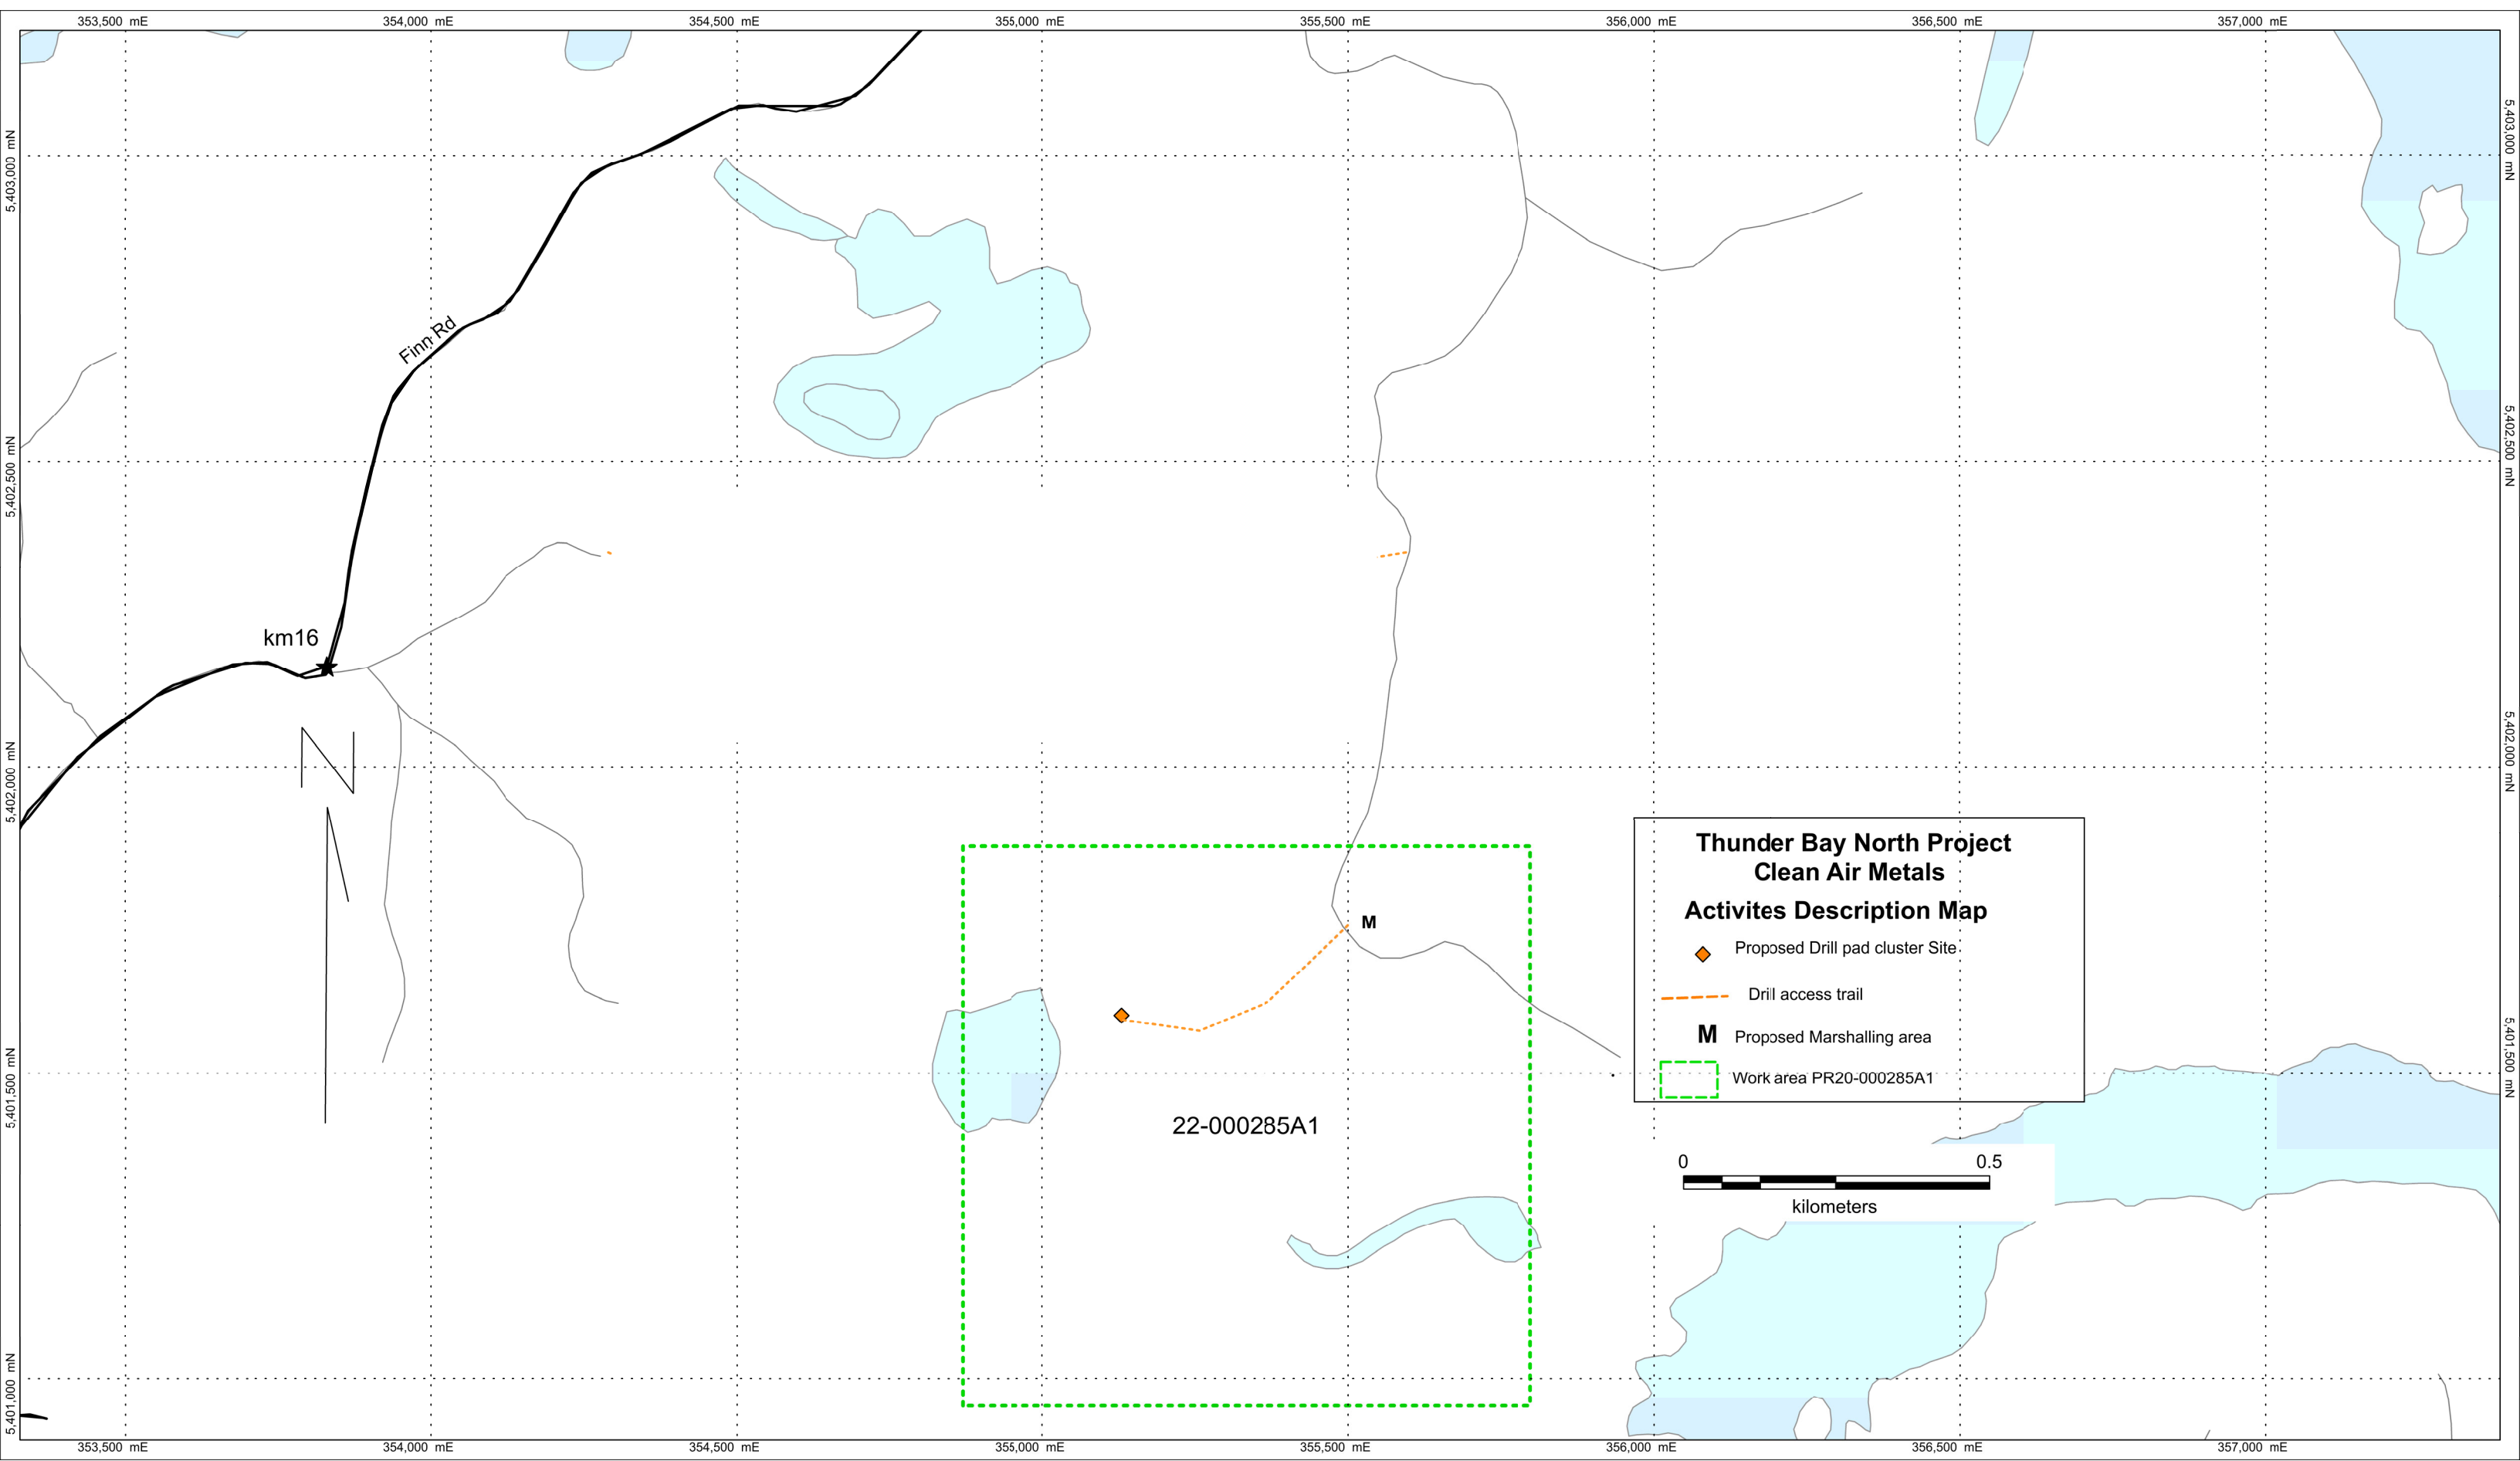 353,500 mE
354,000 mE
354,500 mE
355,000 mE
355,500 mE
356,000 mE
356,500 mE
357,000 mE
5,403,000 mN
5,403,000 mN
Finn Rd
5,402,500 mN
5,402,500 mN
km16
N
5,402,000 mN
5,402,000 mN
Thunder Bay North Project
Clean Air Metals
Activites Description Map
Proposed Drill pad cluster Site
Drill access trail
M Proposed Marshalling area
Work area PR20-000285A1
M
5,401,500 mN
5,401,500 mN
22-000285A1
0 0.5
kilometers
5,401,000 mN
353,500 mE
354,000 mE
354,500 mE
355,000 mE
355,500 mE
356,000 mE
356,500 mE
357,000 mE